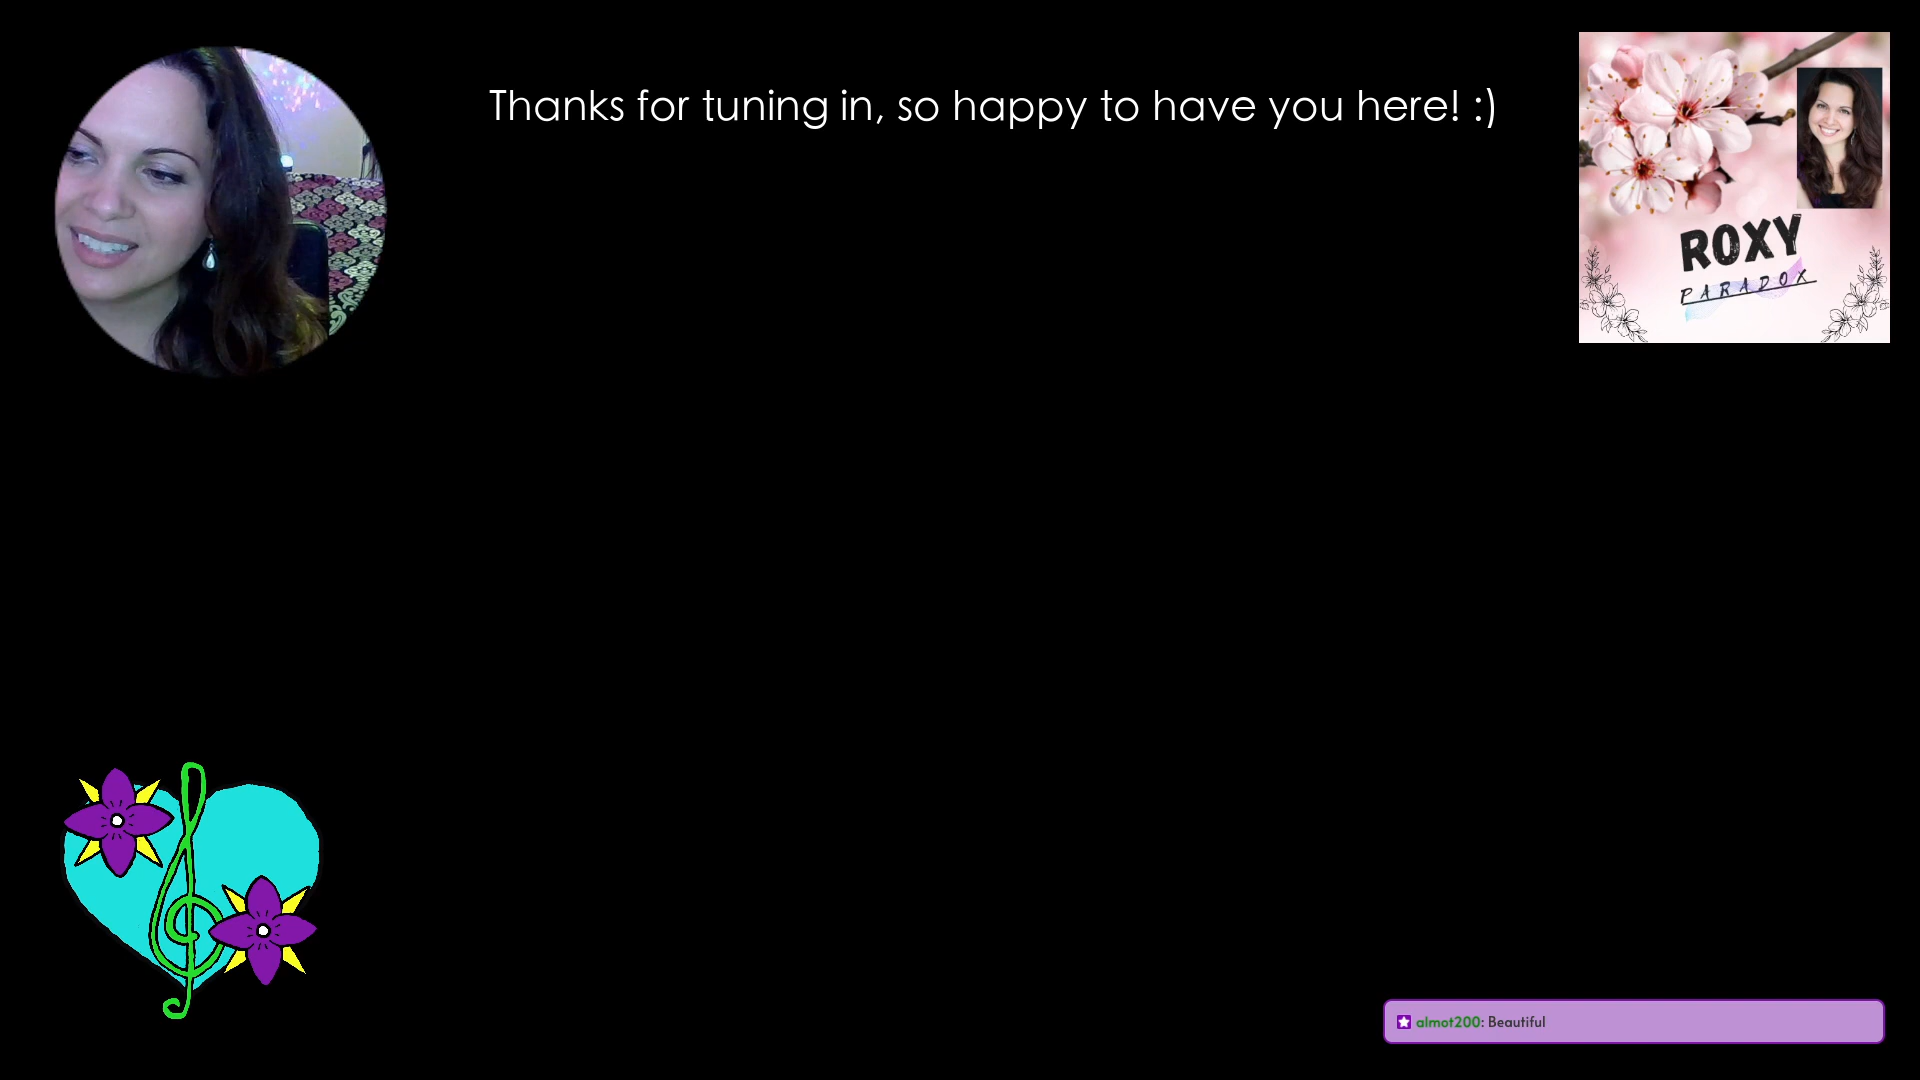 Thanks for tuning in, so happy to have you here! :)
ROXY
PARADOX
almot200: Beautiful